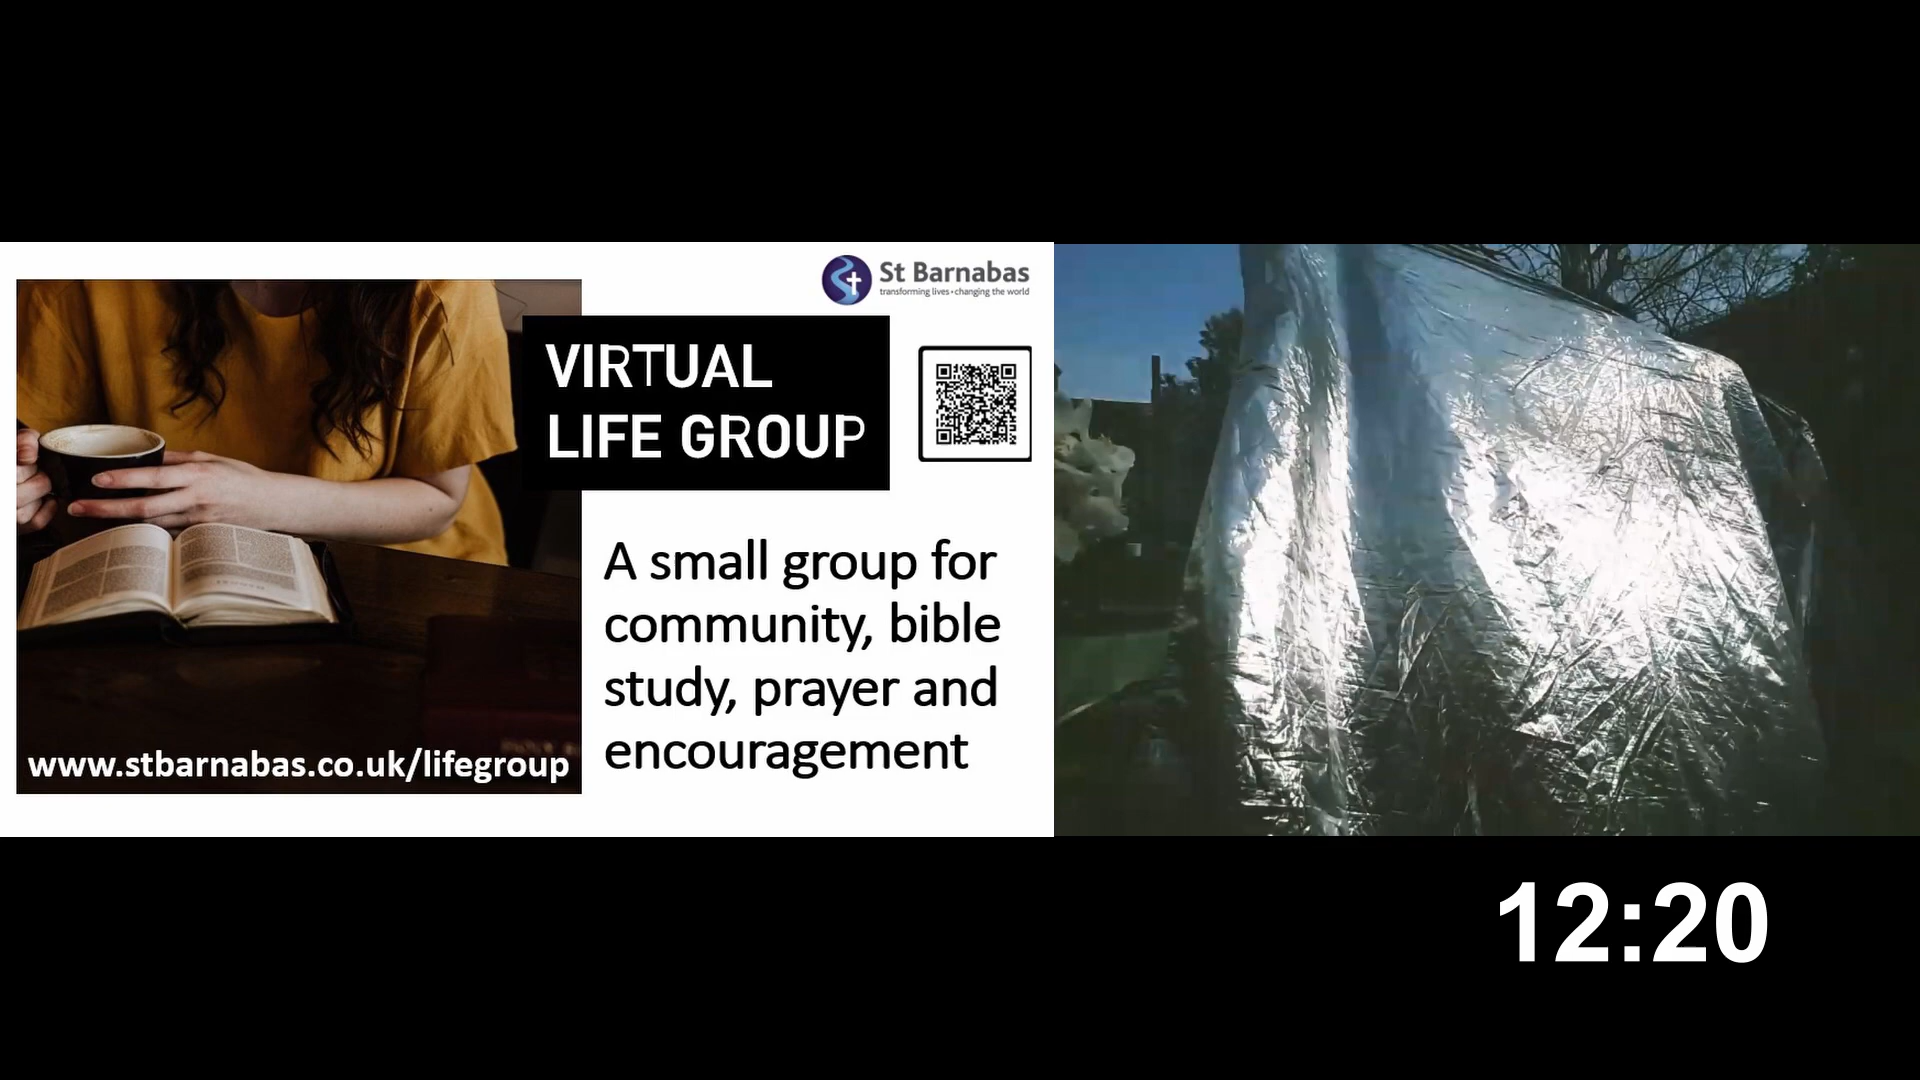 St Barnabas
transforming lives • changing the world
VIRTUAL
LIFE GROUP
A small group for
community, bible
study, prayer and
encouragement
www.stbarnabas.co.uk/lifegroup
12:20